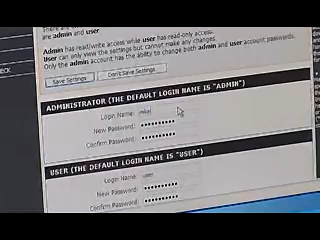 are admin and user
Admin has read/write access while user has read-only access.
User can only view the settings but cannot make any changes.
Only the admin account has the ability to change both admin and user account passwords.
Save Settings Don't Save Settings
ECK
ADMINISTRATOR (THE DEFAULT LOGIN NAME IS "ADMIN")
Login Name:
New Password: ••••••••••
Confirm Password: ••••••••••
USER (THE DEFAULT LOGIN NAME IS "USER")
Login Name: user
New Password: ••••••••••
Confirm Password: ••••••••••